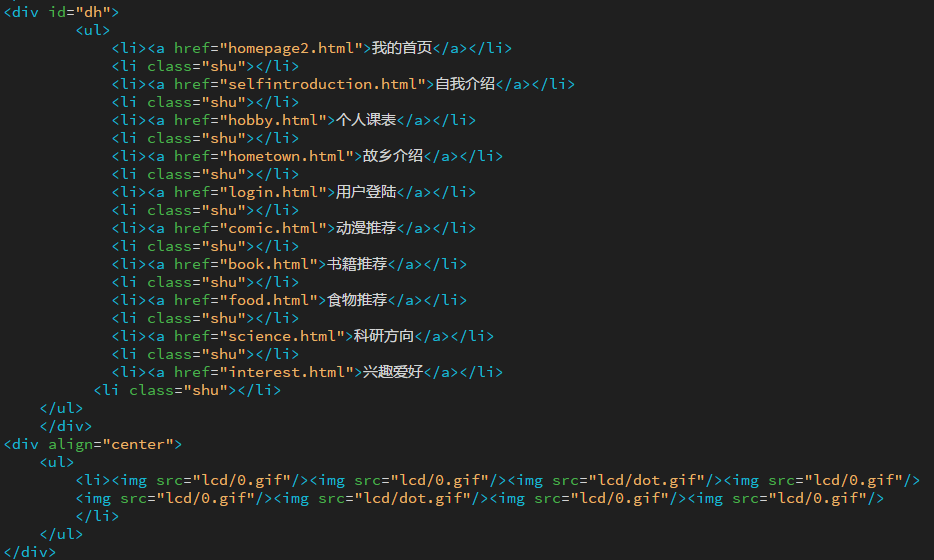 <div id="dh">
<ul>
<li><a href="homepage2.html">我的首页</a></li>
<li class="shu"></li>
<li><a href="selfintroduction.html">自我介绍</a></li>
<li class="shu"></li>
<li><a href="hobby.html">个人课表</a></li>
<li class="shu"></li>
<li><a href="hometown.html">故乡介绍</a></li>
<li class="shu"></li>
<li><a href="login.html">用户登陆</a></li>
<li class="shu"></li>
<li><a href="comic.html">动漫推荐</a></li>
<li class="shu"></li>
<li><a href="book.html">书籍推荐</a></li>
<li class="shu"></li>
<li><a href="food.html">食物推荐</a></li>
<li class="shu"></li>
<li><a href="science.html">科研方向</a></li>
<li class="shu"></li>
<li><a href="interest.html">兴趣爱好</a></li>
<li class="shu"></li>
</ul>
</div>
<div align="center">
<ul>
<li><img src="lcd/0.gif"/><img src="lcd/0.gif"/><img src="lcd/dot.gif"/><img src="lcd/0.gif"/>
<img src="lcd/0.gif"/><img src="lcd/dot.gif"/><img src="lcd/0.gif"/><img src="lcd/0.gif"/>
</li>
</ul>
</div>